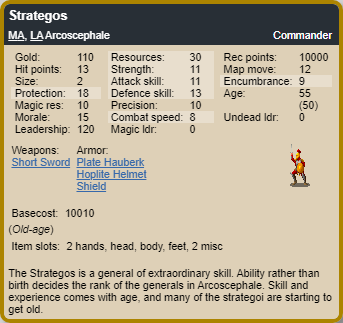 Strategos
MA, LA Arcoscephale Commander
Gold: 110 Resources: 30 Rec points: 10000
Hit points: 13 Strength: 11 Map move: 12
Size: 2 Attack skill: 11 Encumbrance: 9
Protection: 18 Defence skill: 13 Age: 55
Magic res: 10 Precision: 10 (50)
Morale: 15 Combat speed: 8 Undead ldr: 0
Leadership: 120 Magic ldr: 0
Weapons: Armor:
Short Sword Plate Hauberk
Hoplite Helmet
Shield
Basecost: 10010
(Old-age)
Item slots: 2 hands, head, body, feet, 2 misc
The Strategos is a general of extraordinary skill. Ability rather than
birth decides the rank of the generals in Arcoscephale. Skill and
experience comes with age, and many of the strategoi are starting to
get old.